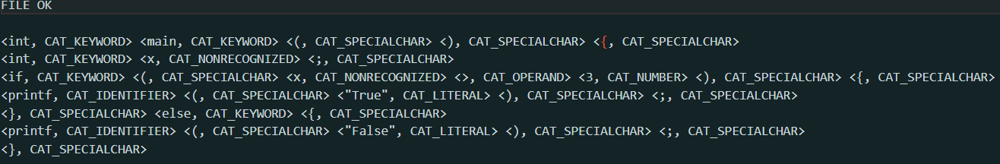 FILE OK
<int, CAT_KEYWORD> <main, CAT_KEYWORD> <(, CAT_SPECIALCHAR> <), CAT_SPECIALCHAR> <{, CAT_SPECIALCHAR>
<int, CAT_KEYWORD> <x, CAT_NONRECOGNIZED> <;, CAT_SPECIALCHAR>
<if, CAT_KEYWORD> <(, CAT_SPECIALCHAR> <x, CAT_NONRECOGNIZED> <>, CAT_OPERAND> <3, CAT_NUMBER> <), CAT_SPECIALCHAR> <{, CAT_SPECIALCHAR>
<printf, CAT_IDENTIFIER> <(, CAT_SPECIALCHAR> <"True", CAT_LITERAL> <), CAT_SPECIALCHAR> <;, CAT_SPECIALCHAR>
<}, CAT_SPECIALCHAR> <else, CAT_KEYWORD> <{, CAT_SPECIALCHAR>
<printf, CAT_IDENTIFIER> <(, CAT_SPECIALCHAR> <"False", CAT_LITERAL> <), CAT_SPECIALCHAR> <;, CAT_SPECIALCHAR>
<}, CAT_SPECIALCHAR>